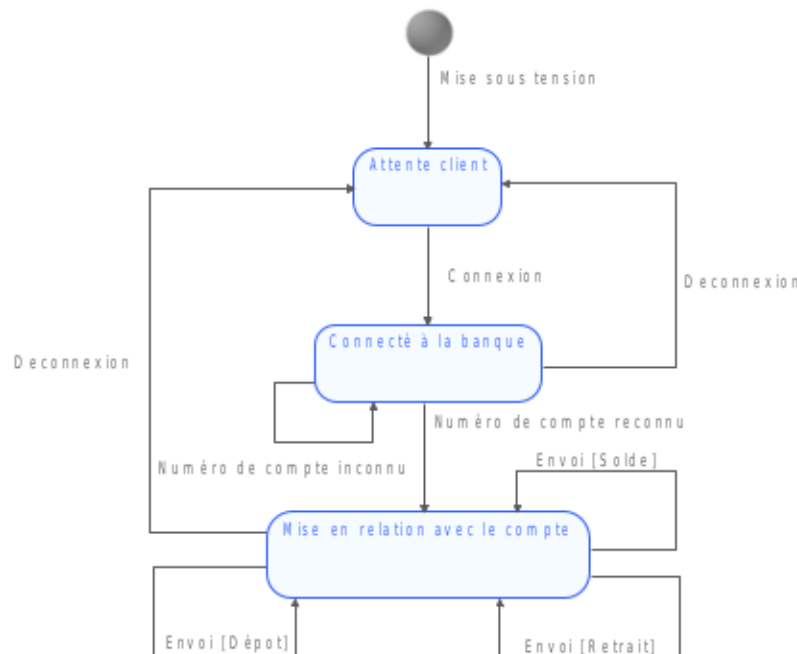 Mise sous tension
Attente client
Connexion
Deconnexion
Connecté à la banque
Deconnexion
Numéro de compte reconnu
Numéro de compte inconnu
Envoi [Solde]
Mise en relation avec le compte
Envoi [Dépot]
Envoi [Retrait]